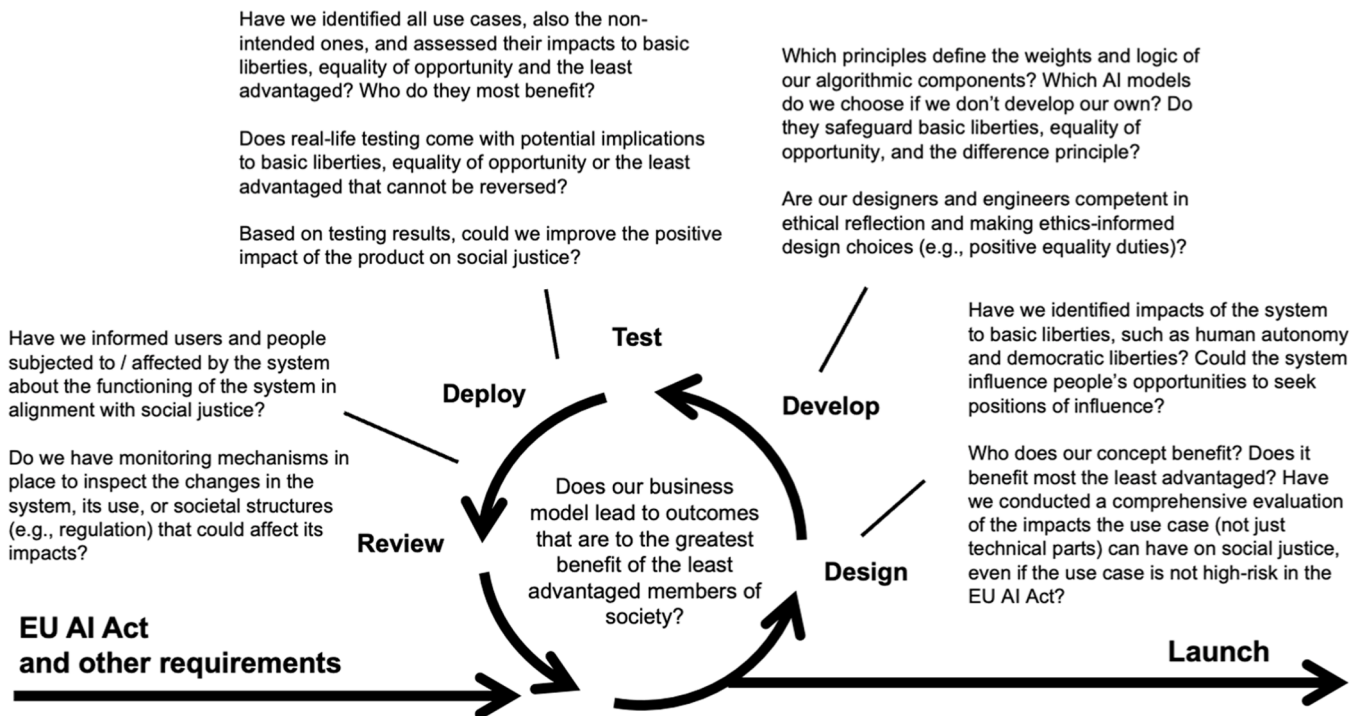 Have we identified all use cases, also the non-
intended ones, and assessed their impacts to basic
liberties, equality of opportunity and the least
advantaged? Who do they most benefit?
Does real-life testing come with potential implications
to basic liberties, equality of opportunity or the least
advantaged that cannot be reversed?
Based on testing results, could we improve the positive
impact of the product on social justice?
Which principles define the weights and logic of
our algorithmic components? Which AI models
do we choose if we don’t develop our own? Do
they safeguard basic liberties, equality of
opportunity, and the difference principle?
Are our designers and engineers competent in
ethical reflection and making ethics-informed
design choices (e.g., positive equality duties)?
Have we informed users and people
subjected to / affected by the system
about the functioning of the system in
alignment with social justice?
Do we have monitoring mechanisms in
place to inspect the changes in the
system, its use, or societal structures
(e.g., regulation) that could affect its
impacts?
Test
Deploy
Develop
Review
Design
Does our business
model lead to outcomes
that are to the greatest
benefit of the least
advantaged members of
society?
Have we identified impacts of the system
to basic liberties, such as human autonomy
and democratic liberties? Could the system
influence people’s opportunities to seek
positions of influence?
Who does our concept benefit? Does it
benefit most the least advantaged? Have
we conducted a comprehensive evaluation
of the impacts the use case (not just
technical parts) can have on social justice,
even if the use case is not high-risk in the
EU AI Act?
EU AI Act
and other requirements
Launch